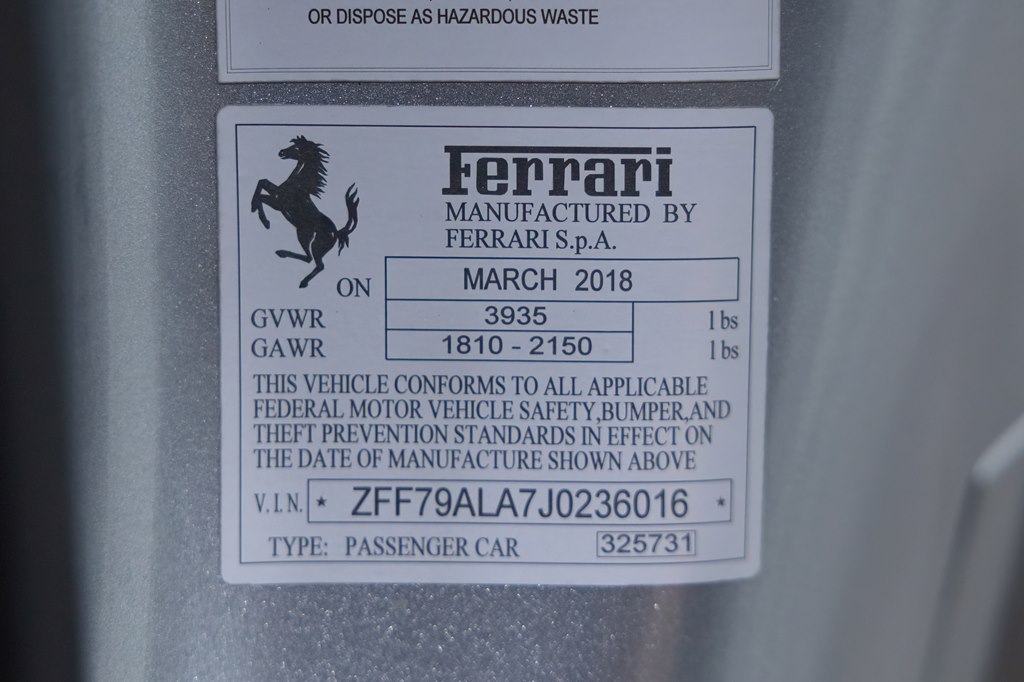 OR DISPOSE AS HAZARDOUS WASTE
Ferrari
MANUFACTURED BY
FERRARI S.p.A.
ON MARCH 2018
GVWR 3935 lbs
GAWR 1810 - 2150 lbs
THIS VEHICLE CONFORMS TO ALL APPLICABLE
FEDERAL MOTOR VEHICLE SAFETY,BUMPER,AND
THEFT PREVENTION STANDARDS IN EFFECT ON
THE DATE OF MANUFACTURE SHOWN ABOVE
V.I.N. * ZFF79ALA7J0236016 *
TYPE: PASSENGER CAR 325731